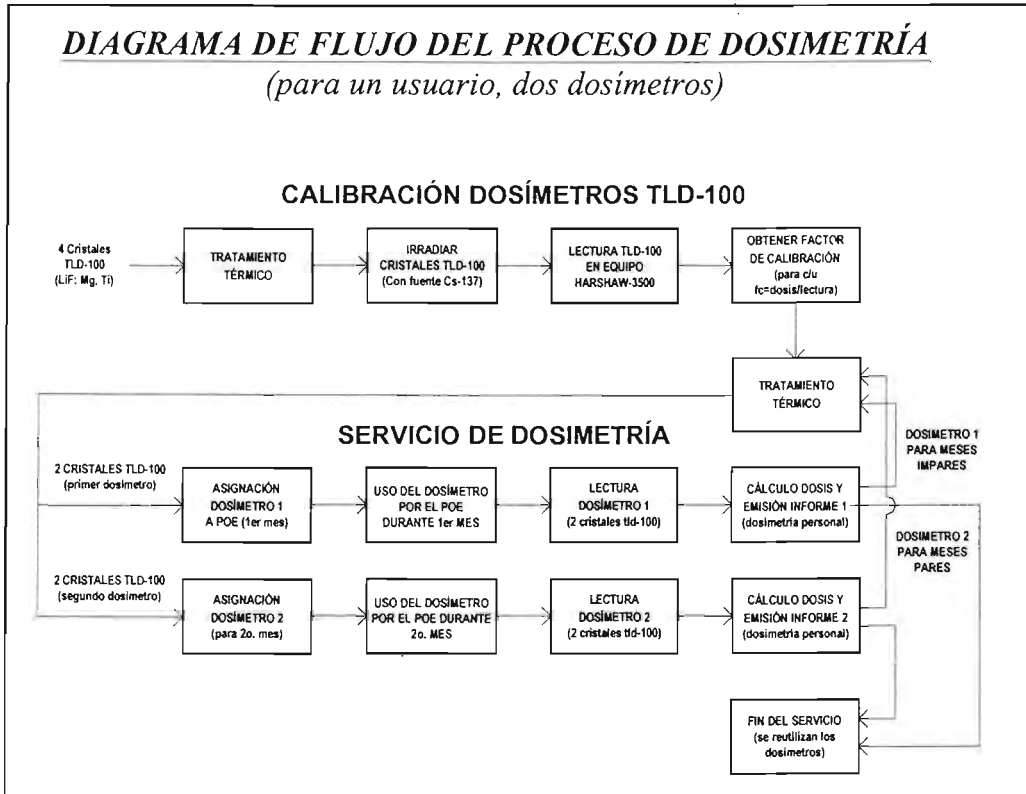 DIAGRAMA DE FLUJO DEL PROCESO DE DOSIMETRÍA
(para un usuario, dos dosímetros)
CALIBRACIÓN DOSÍMETROS TLD-100
4 Cristales
TLD-100
(LiF: Mg. Ti)
TRATAMIENTO
TÉRMICO
IRRADIAR
CRISTALES TLD-100
(Con fuente Cs-137)
LECTURA TLD-100
EN EQUIPO
HARSHAW-3500
OBTENER FACTOR
DE CALIBRACIÓN
(para c/u
fc=dosis/lectura)
TRATAMIENTO
TÉRMICO
SERVICIO DE DOSIMETRÍA
DOSIMETRO 1
PARA MESES
IMPARES
2 CRISTALES TLD-100
(primer dosímetro)
ASIGNACIÓN
DOSÍMETRO 1
A POE (1er mes)
USO DEL DOSÍMETRO
POR EL POE
DURANTE 1er MES
LECTURA
DOSÍMETRO 1
(2 cristales tld-100)
CÁLCULO DOSIS Y
EMISIÓN INFORME 1
(dosimetría personal)
DOSIMETRO 2
PARA MESES
PARES
2 CRISTALES TLD-100
(segundo dosimetro)
ASIGNACIÓN
DOSÍMETRO 2
(para 2o. mes)
USO DEL DOSÍMETRO
POR EL POE DURANTE
2o. MES
LECTURA
DOSÍMETRO 2
(2 cristales tld-100)
CÁLCULO DOSIS Y
EMISIÓN INFORME 2
(dosimetría personal)
FIN DEL SERVICIO
(se reutilizan los
dosímetros)